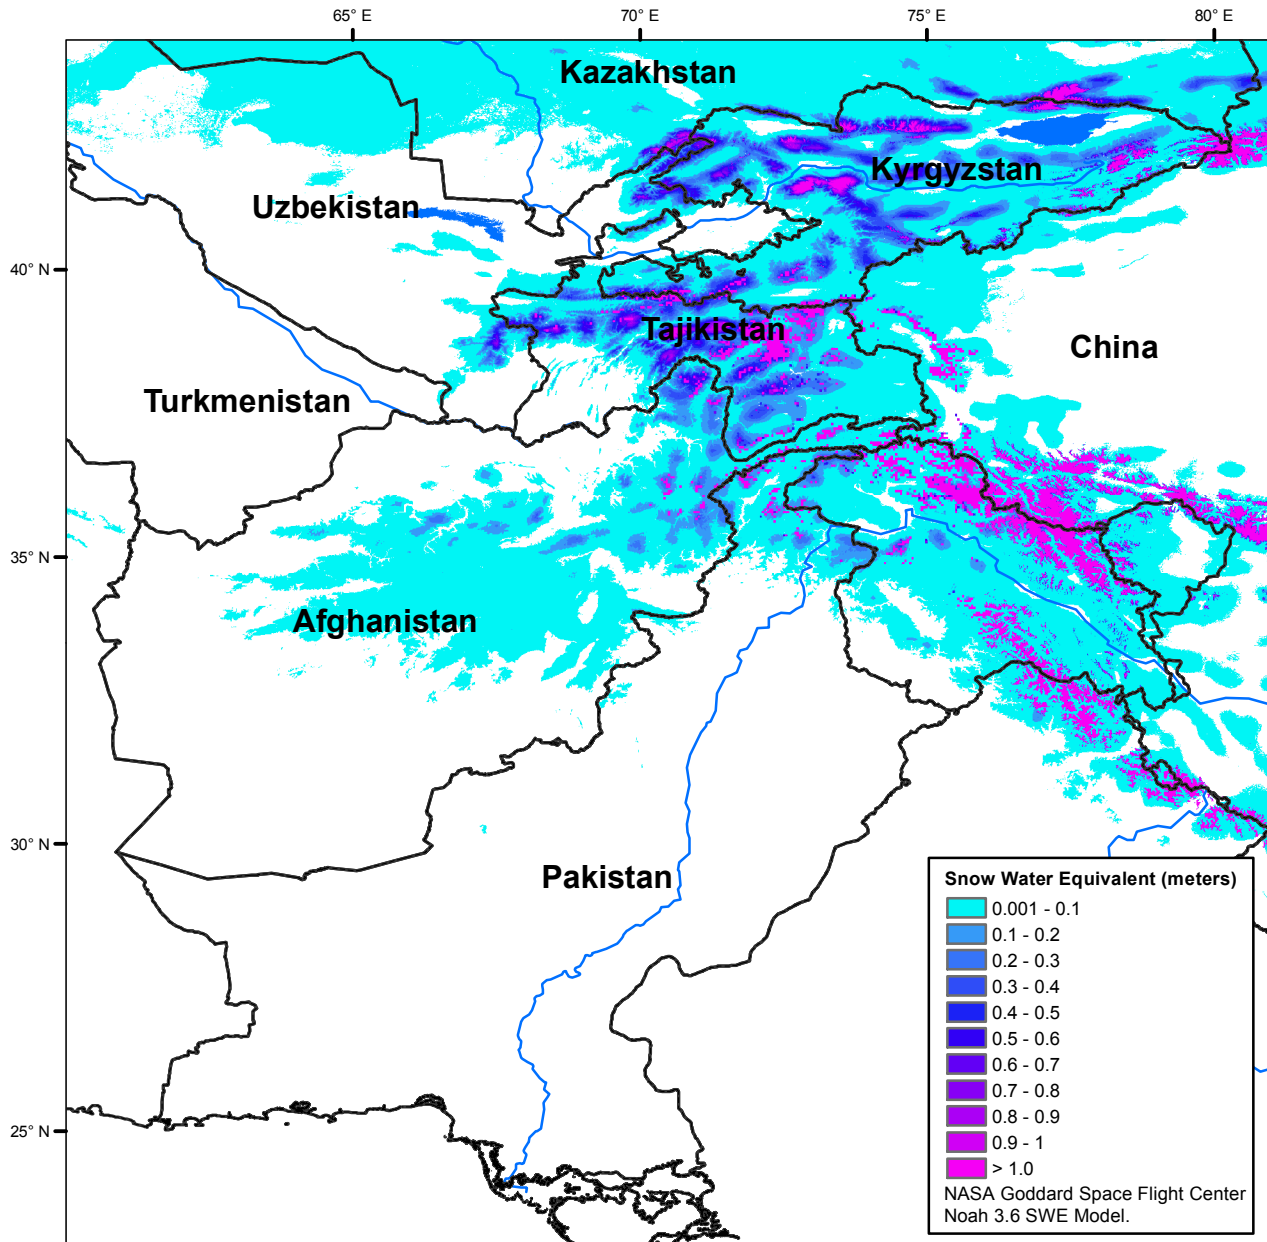 65° E
70° E
75° E
80° E
Kazakhstan
Kyrgyzstan
Uzbekistan
40° N
Tajikistan
China
Turkmenistan
35° N
Afghanistan
30° N
Pakistan
25° N
Snow Water Equivalent (meters)
0.001 - 0.1
0.1 - 0.2
0.2 - 0.3
0.3 - 0.4
0.4 - 0.5
0.5 - 0.6
0.6 - 0.7
0.7 - 0.8
0.8 - 0.9
0.9 - 1
> 1.0
NASA Goddard Space Flight Center
Noah 3.6 SWE Model.